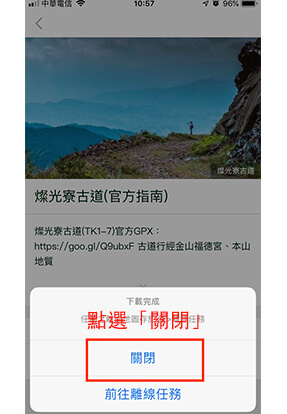 中華電信 10:57 96%
燦光寮古道
燦光寮古道(官方指南)
燦光寮古道(TK1-7)官方GPX：
https://goo.gl/Q9ubxF 古道行經金山福德宮、本山
地質
下載完成
點選「關閉」
關閉
前往離線任務